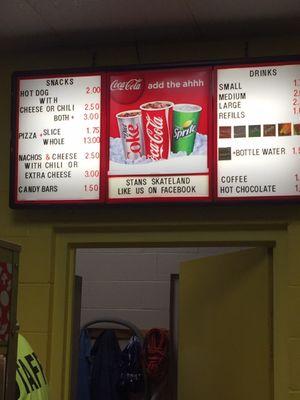 SNACKS
HOT DOG 2.00
WITH
CHEESE OR CHILI 2.50
BOTH + 3.00
PIZZA + SLICE 1.75
WHOLE 13.00
NACHOS & CHEESE 2.50
WITH CHILI OR
EXTRA CHEESE 3.00
CANDY BARS 1.50
Coca-Cola add the ahhh
Coke
Coca-Cola
Sprite
STANS SKATELAND
LIKE US ON FACEBOOK
DRINKS
SMALL
MEDIUM
LARGE
REFILLS
+BOTTLE WATER
COFFEE
HOT CHOCOLATE
STAFF